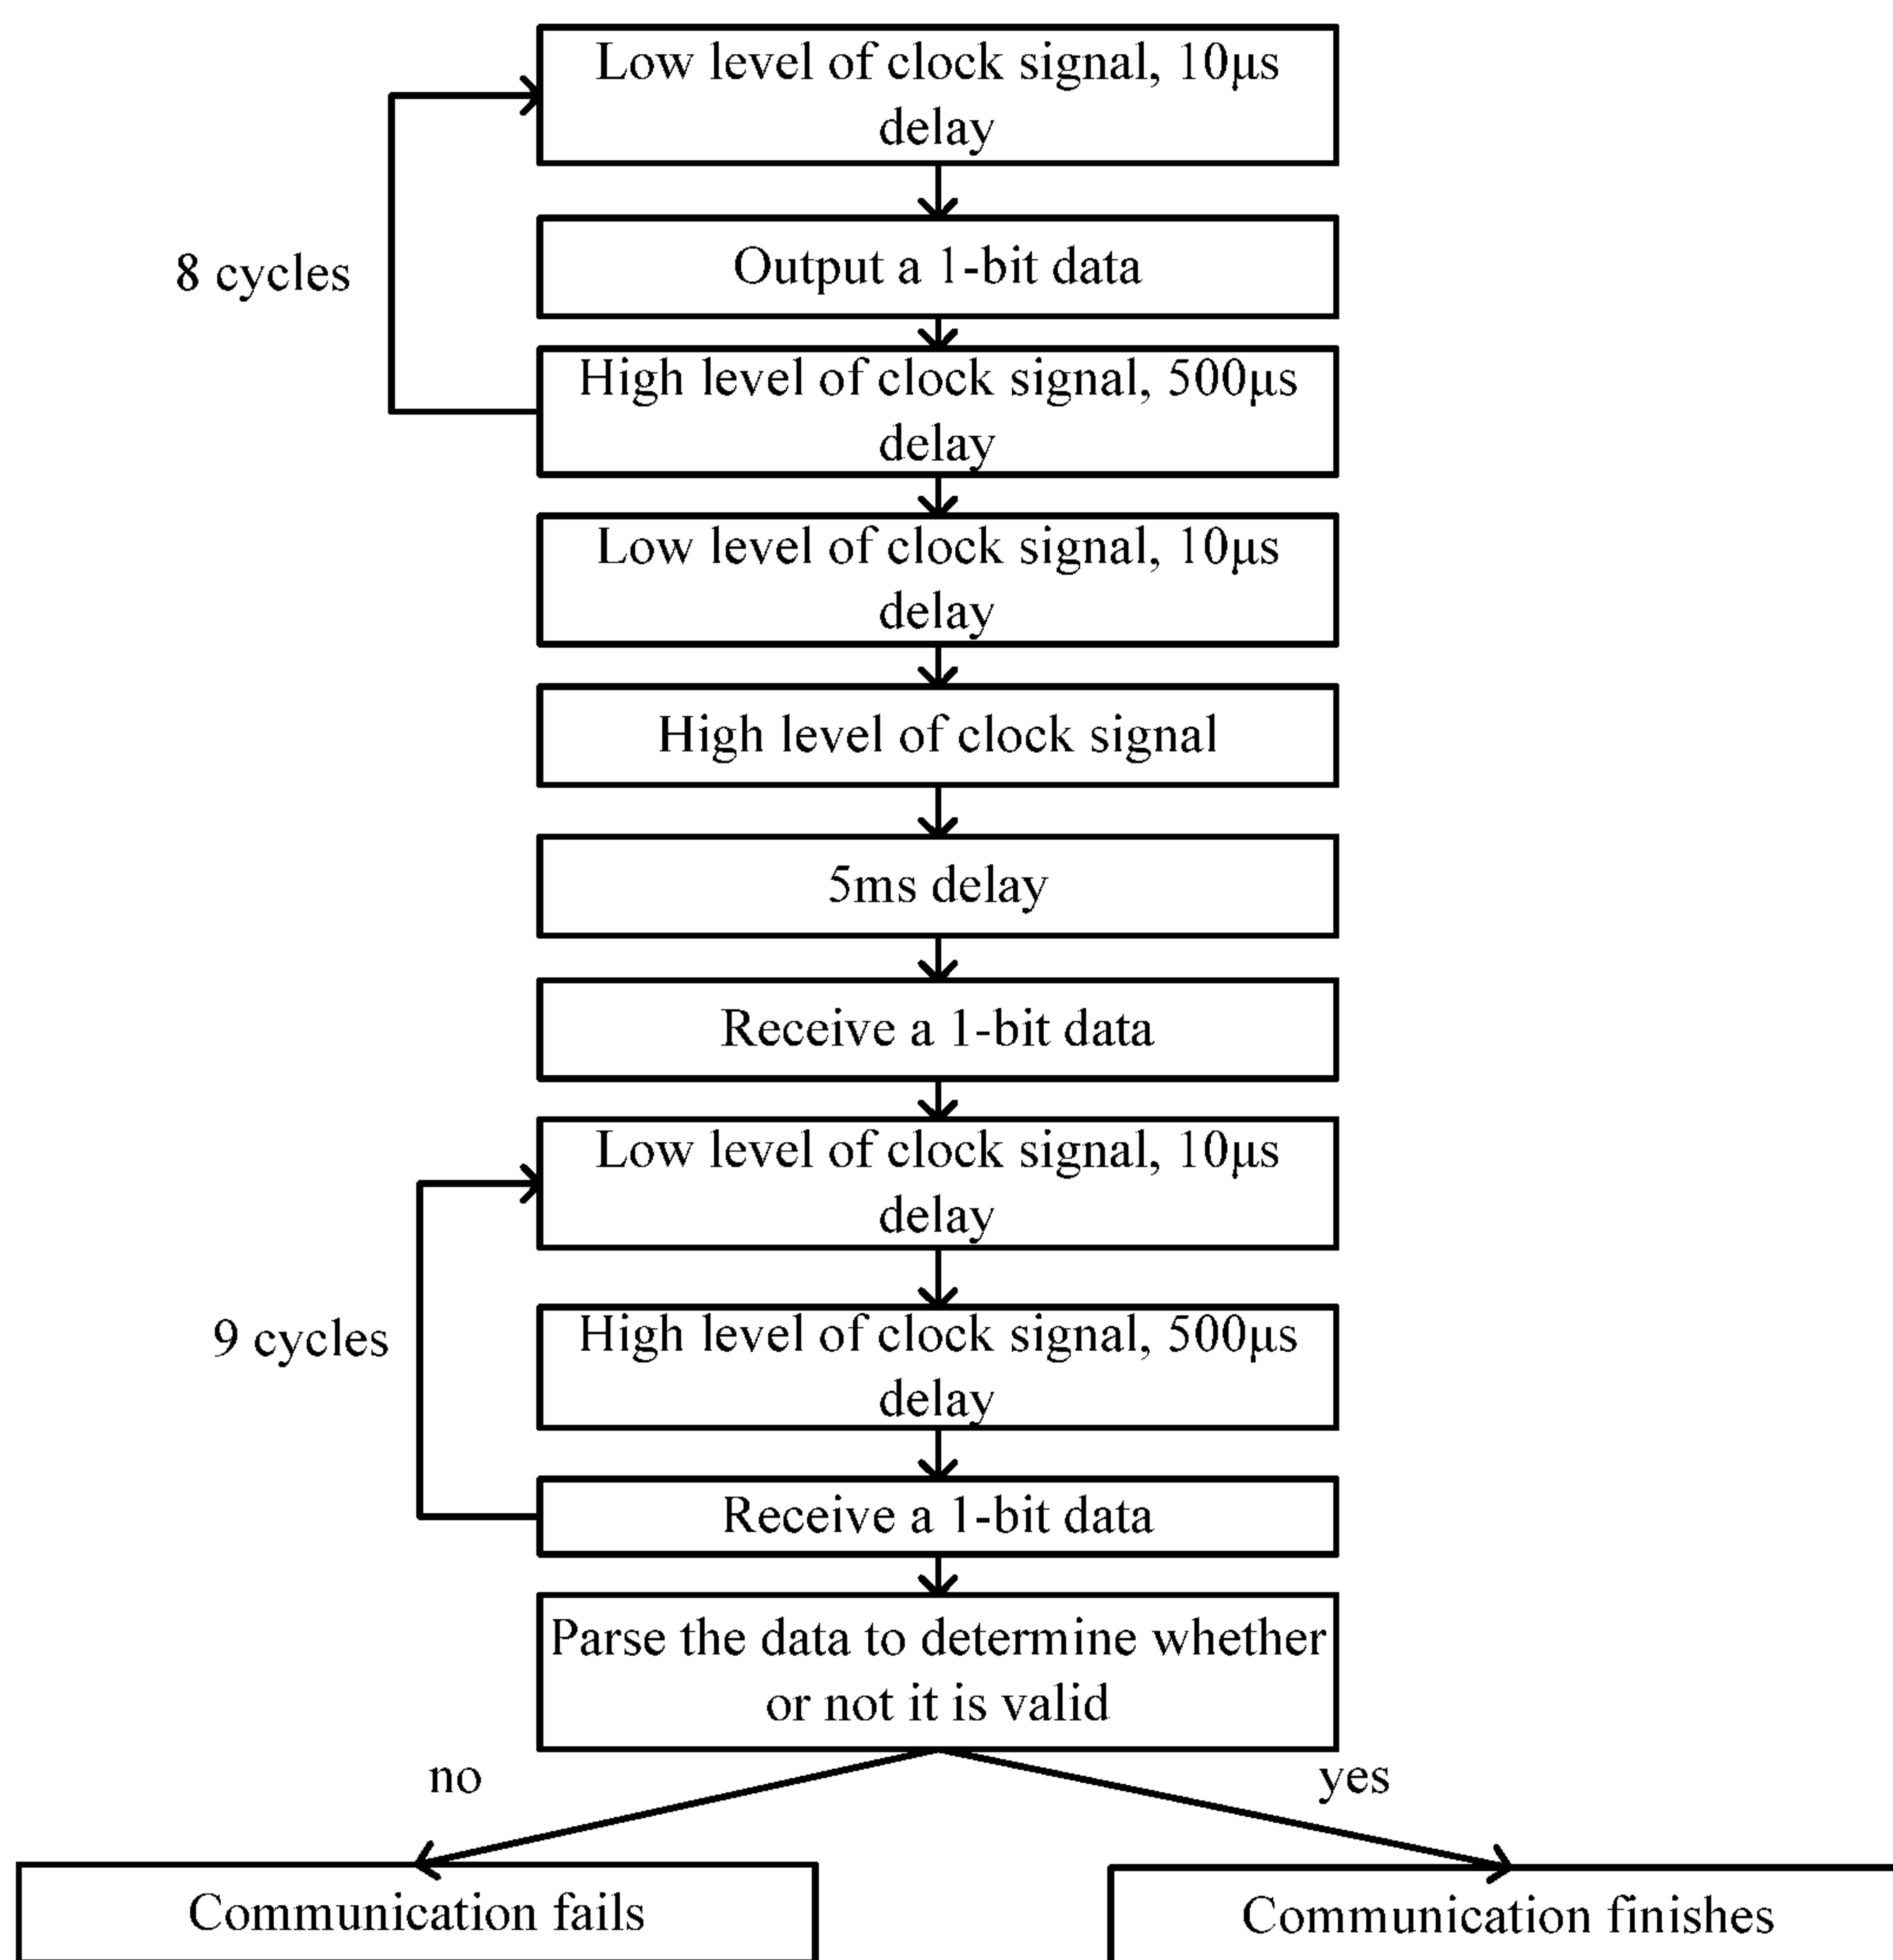 Low level of clock signal, 10μs
delay
8 cycles
Output a 1-bit data
High level of clock signal, 500μs
delay
Low level of clock signal, 10μs
delay
High level of clock signal
5ms delay
Receive a 1-bit data
Low level of clock signal, 10μs
delay
9 cycles
High level of clock signal, 500μs
delay
Receive a 1-bit data
Parse the data to determine whether
or not it is valid
no
yes
Communication fails
Communication finishes